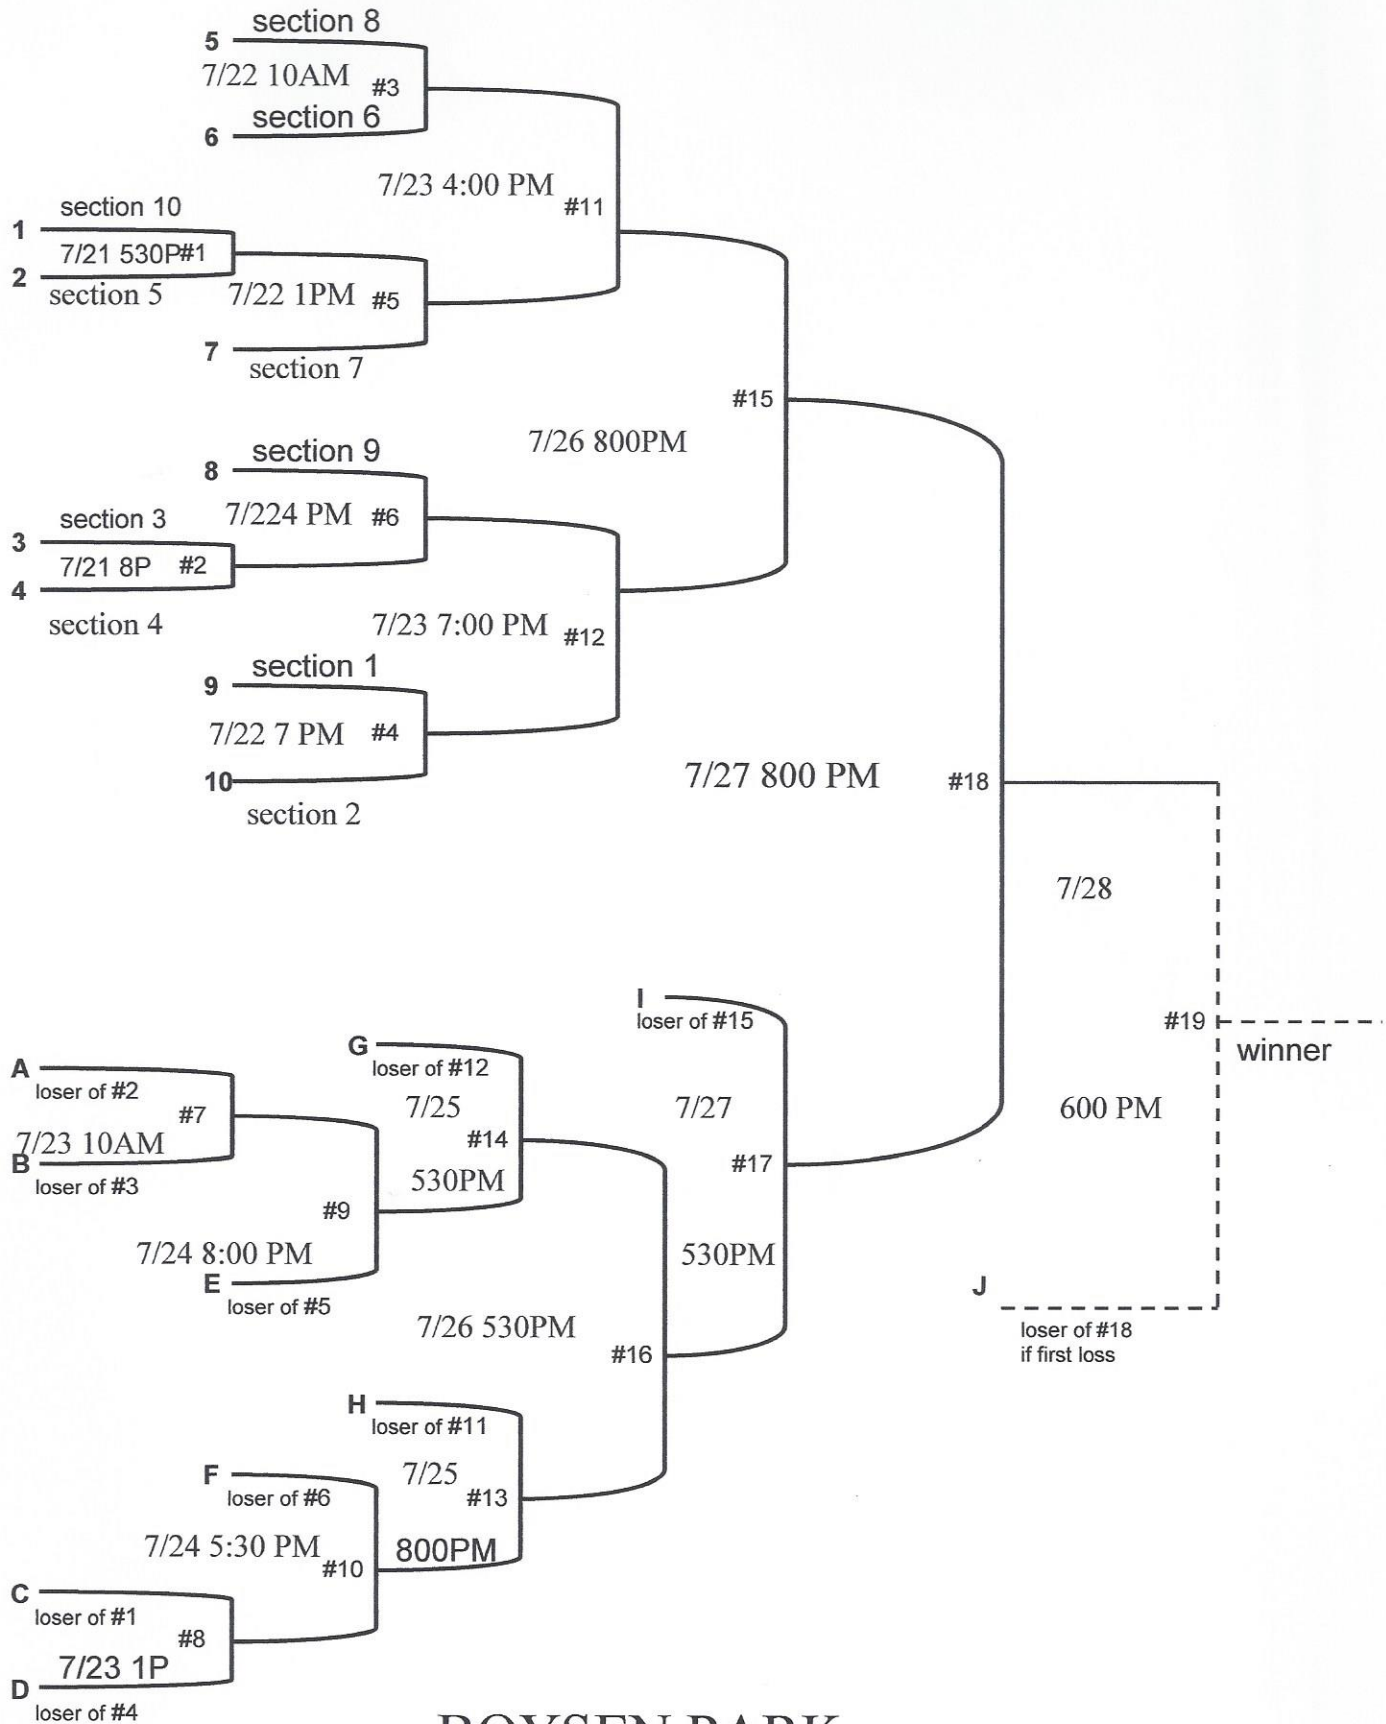 section 8
5
7/22 10AM #3
section 6
6
7/23 4:00 PM
#11
section 10
1
7/21 530P#1
2
section 5
7/22 1PM #5
7
section 7
#15
7/26 800PM
section 9
8
7/224 PM #6
section 3
3
7/21 8P #2
4
section 4
7/23 7:00 PM
#12
section 1
9
7/22 7 PM #4
10
section 2
7/27 800 PM
#18
7/28
I
loser of #15
#19
winner
G
loser of #12
A
loser of #2
7/25
7/27
600 PM
#7
7/23 10AM
#14
B
loser of #3
#17
530PM
#9
7/24 8:00 PM
530PM
E
loser of #5
J
loser of #18
if first loss
7/26 530PM
#16
H
loser of #11
F
loser of #6
7/25
#13
7/24 5:30 PM
800PM
#10
C
loser of #1
#8
7/23 1P
D
loser of #4
BOYSEN PARK